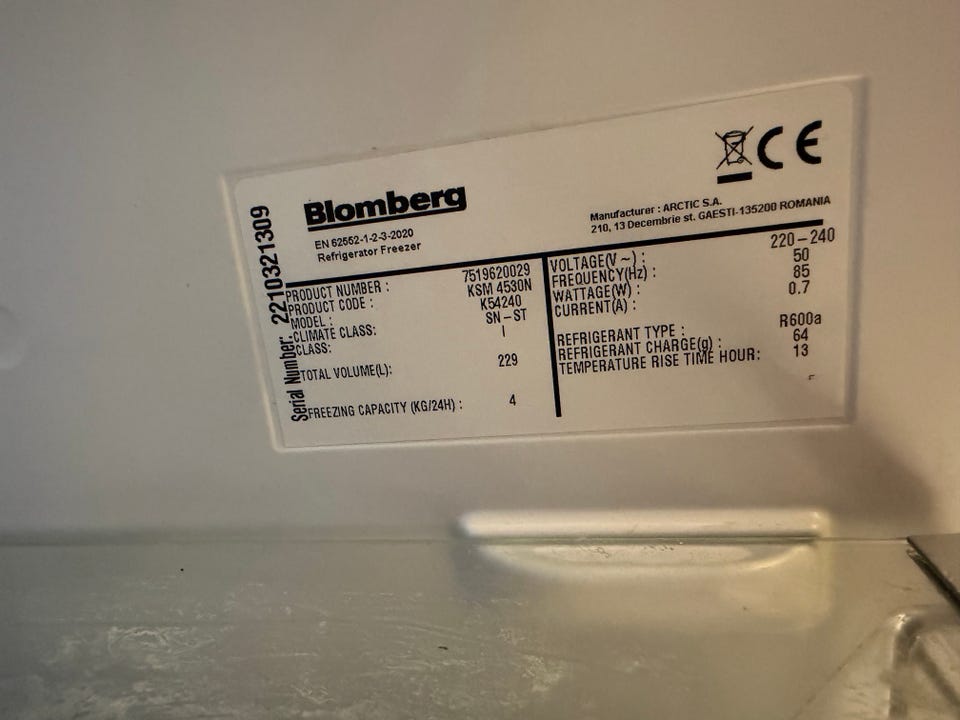 CE
Blomberg
Manufacturer : ARCTIC S.A.
210, 13 Decembrie st. GAESTI-135200 ROMANIA
EN 62552-1-2-3-2020
Refrigerator Freezer
Serial Number: 2210321309
PRODUCT NUMBER : 7519620029
PRODUCT CODE : KSM 4530N
MODEL : K54240
CLIMATE CLASS: SN-ST
CLASS: I
TOTAL VOLUME(L): 229
FREEZING CAPACITY (KG/24H) : 4
VOLTAGE(V ~) : 220-240
FREQUENCY(Hz) : 50
WATTAGE(W) : 85
CURRENT(A) : 0.7
REFRIGERANT TYPE : R600a
REFRIGERANT CHARGE(g) : 64
TEMPERATURE RISE TIME HOUR: 13